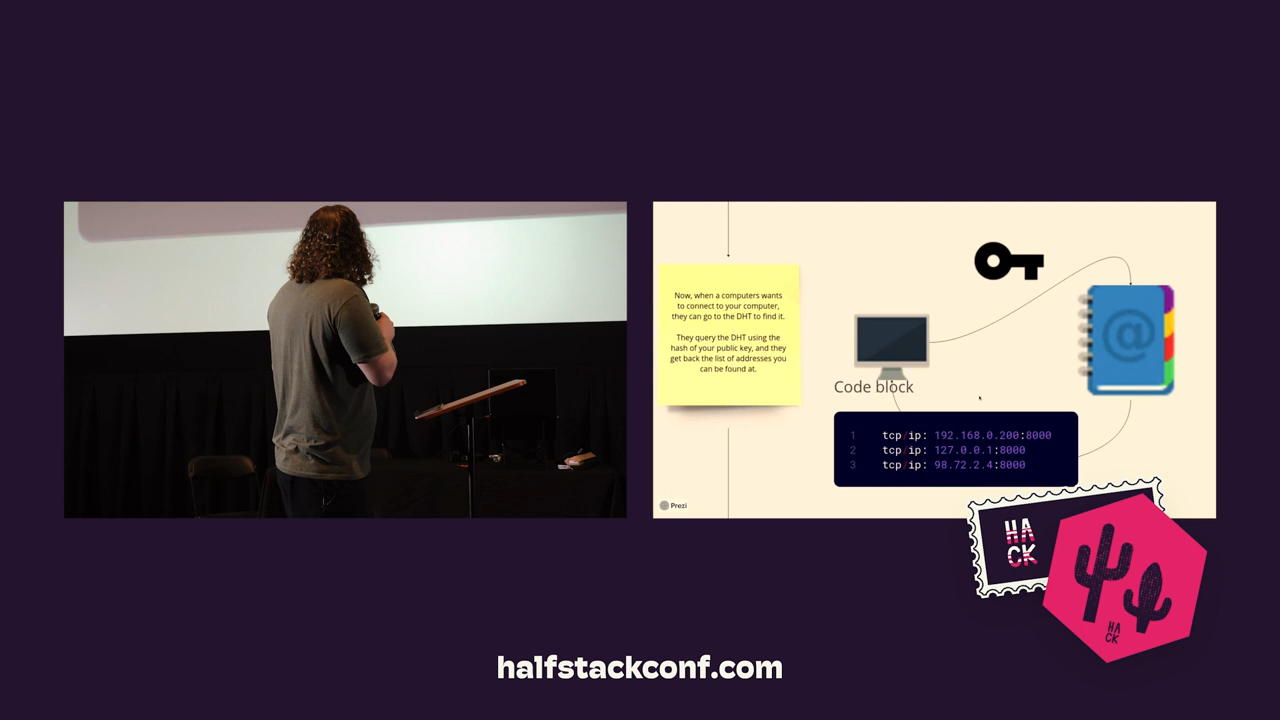 Now, when a computers wants
to connect to your computer,
they can go to the DHT to find it.
They query the DHT using the
hash of your public key, and they
get back the list of addresses you
can be found at.
@
Code block
1 tcp/ip: 192.168.0.200:8000
2 tcp/ip: 127.0.0.1:8000
3 tcp/ip: 98.72.2.4:8000
Prezi
HA
CK
HA
CK
halfstackconf.com